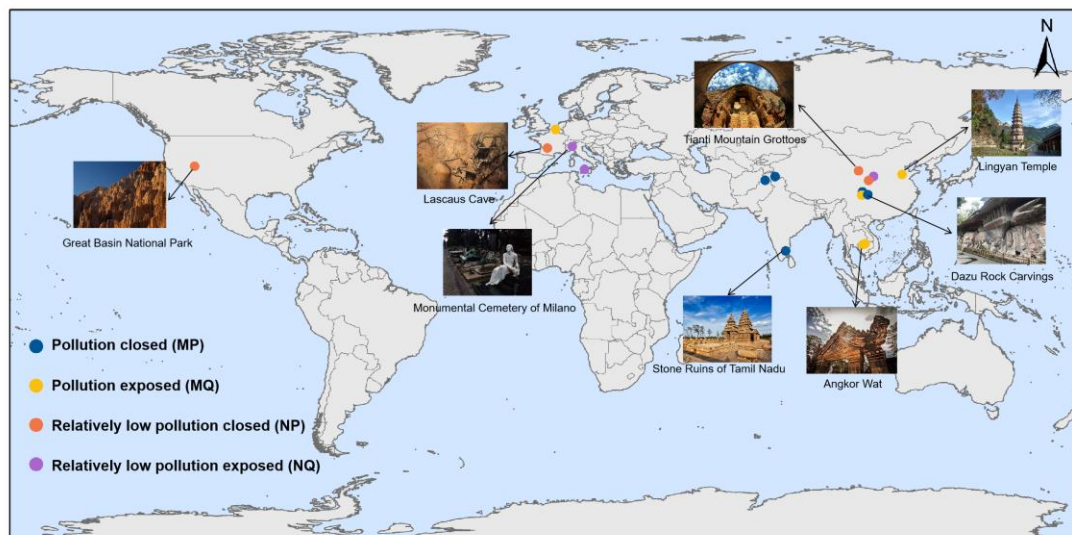 N
Tianti Mountain Grottoes
Lingyan Temple
Lascaus Cave
Great Basin National Park
Dazu Rock Carvings
Monumental Cemetery of Milano
Stone Ruins of Tamil Nadu
Angkor Wat
Pollution closed (MP)
Pollution exposed (MQ)
Relatively low pollution closed (NP)
Relatively low pollution exposed (NQ)